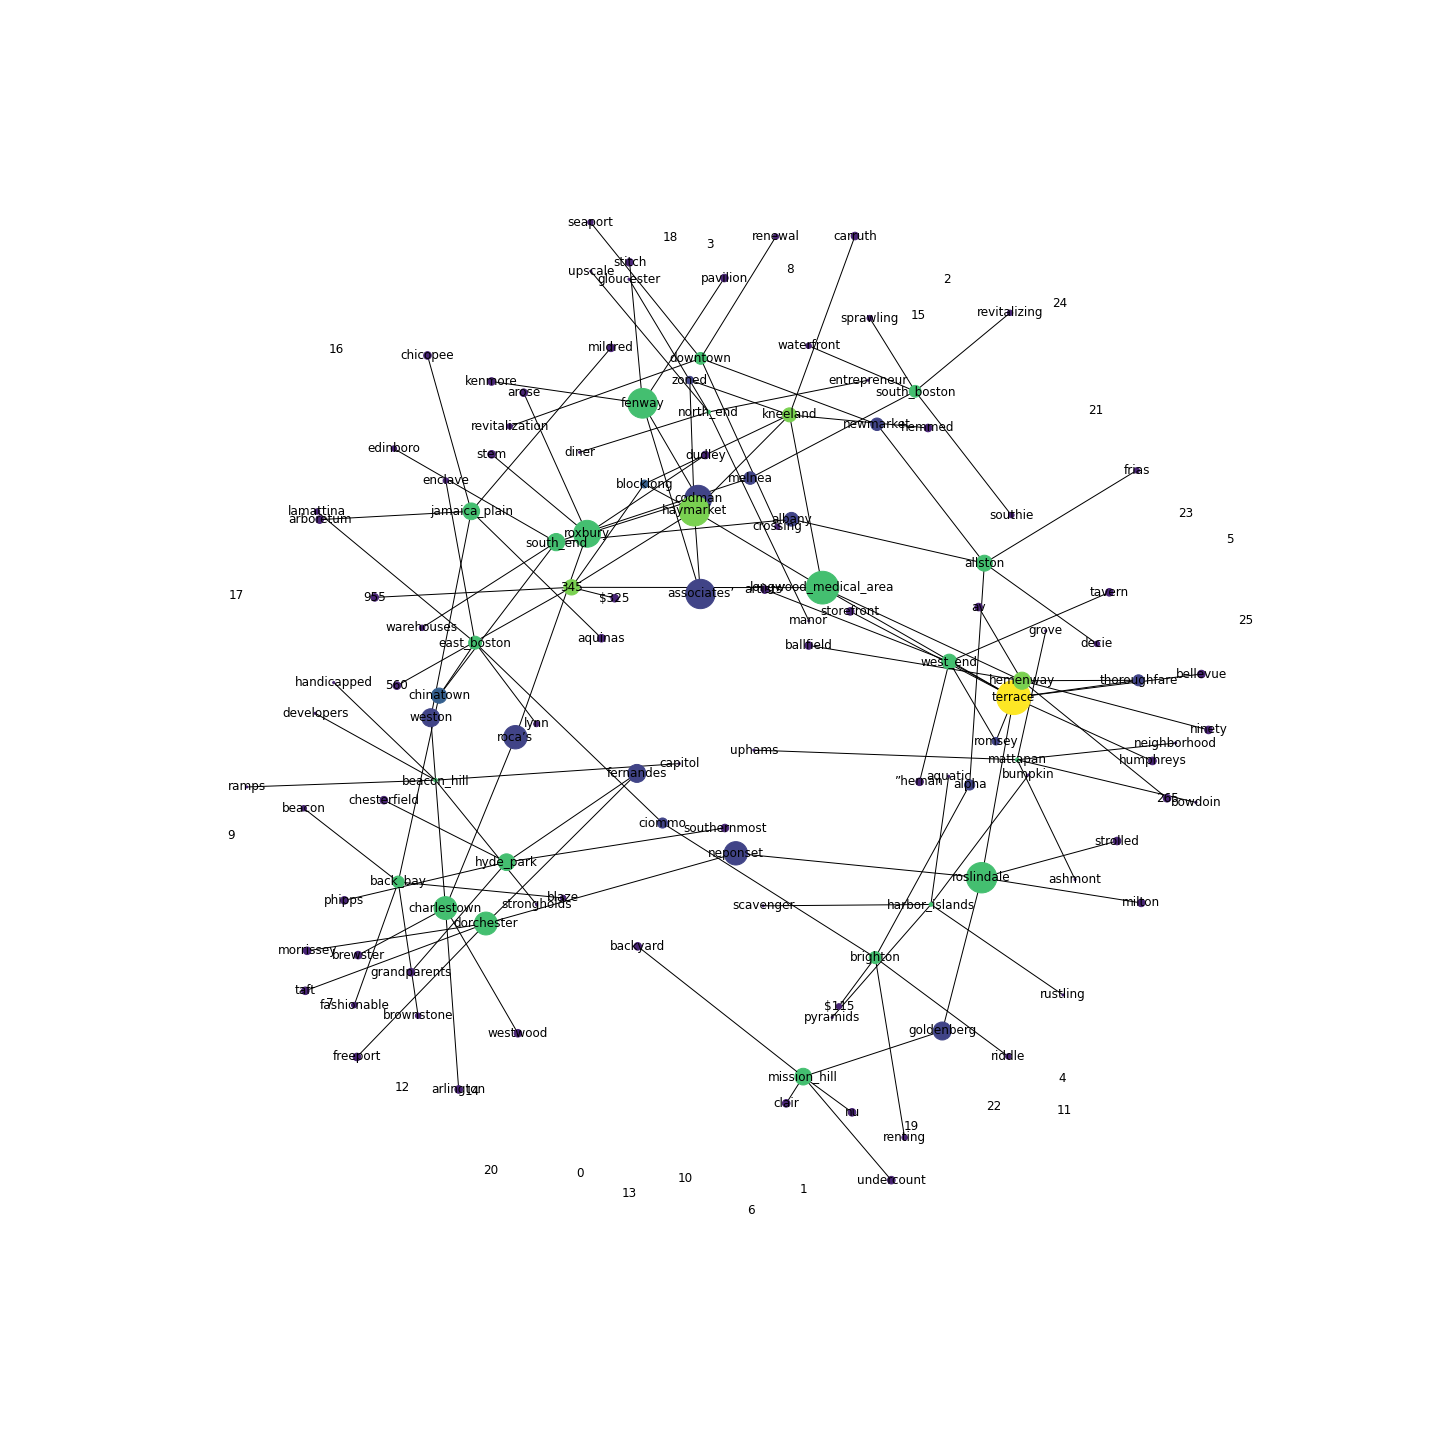 seaport
18
3
renewal
carruth
stitch
upscale
gloucester
pavilion
8
2
24
revitalizing
15
sprawling
16
chicopee
mildred
waterfront
downtown
kenmore
zoned
entrepreneur
arose
south_boston
fenway
north_end
kneeland
21
revitalization
newmarket
hemmed
edinboro
stem
diner
dudley
frias
enclave
blocklong
melnea
codman
lamattina
jamaica_plain
haymarket
23
southie
arboretum
albany
crossing
roxbury
south_end
5
allston
345
longwood_medical_area
artists'
associates'
17
955
$325
tavern
storefront
av
manor
25
warehouses
aquinas
grove
east_boston
ballfield
decie
west_end
bellevue
handicapped
560
hemenway
thoroughfare
chinatown
terrace
developers
weston
lynn
ninety
roca's
romsey
neighborhood
uphams
mattapan
humphreys
capitol
fernandes
bumpkin
aquatic
beacon_hill
"hernan
alpha
ramps
265
bowdoin
chesterfield
beacon
ciommo
southernmost
9
strolled
neponset
hyde_park
roslindale
ashmont
back_bay
phipps
blaze
strongholds
milton
charlestown
scavenger
harbor_islands
dorchester
backyard
morrissey
brewster
brighton
grandparents
taft
7
fashionable
rustling
$115
brownstone
pyramids
goldenberg
westwood
freeport
riddle
mission_hill
4
12
arlington
14
clair
22
11
nu
19
renting
20
0
10
undercount
13
1
6